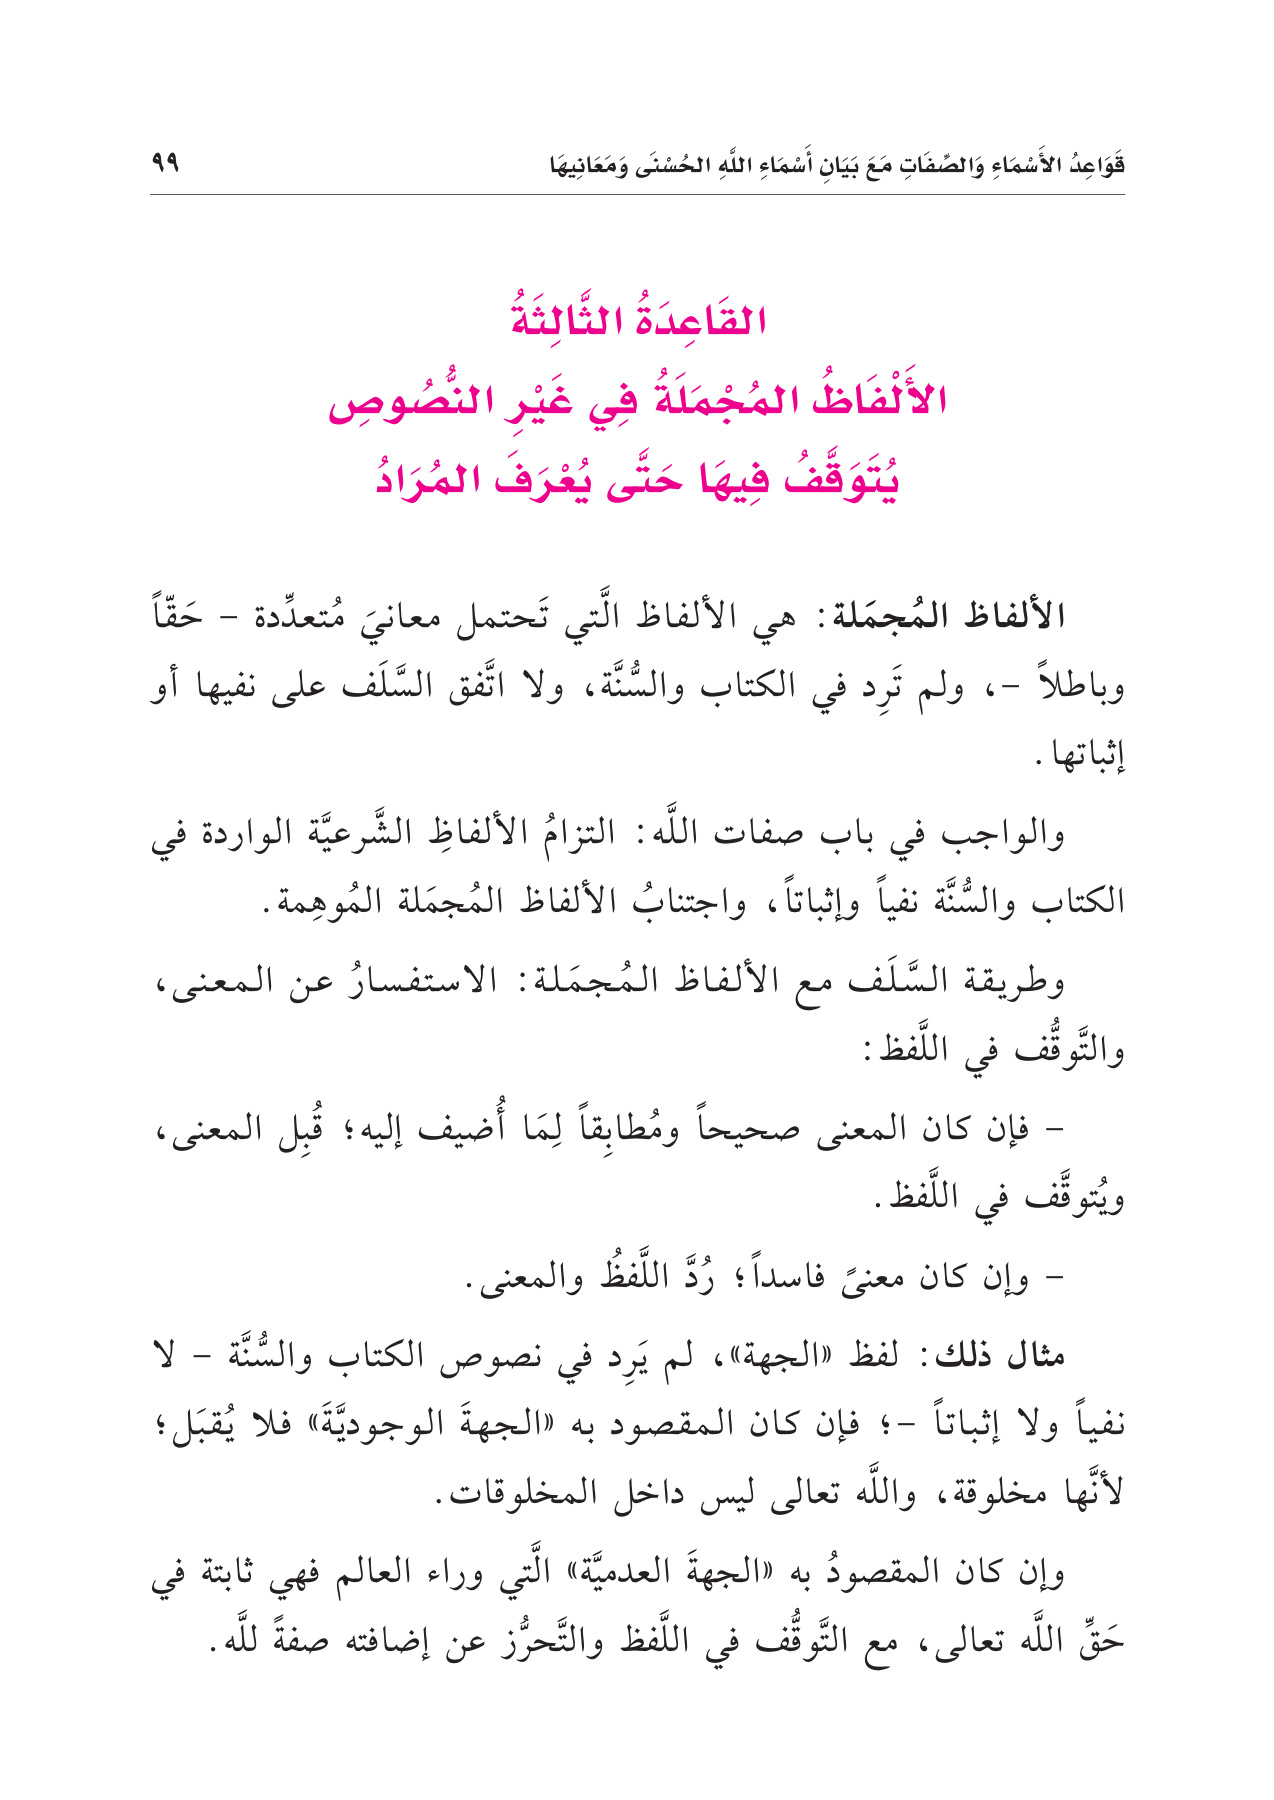 قَوَاعِدُ الأَسْمَاءِ وَالصِّفَاتِ مَعَ بَيَانِ أَسْمَاءِ اللَّهِ الحُسْنَى وَمَعَانِيهَا ٩٩
القَاعِدَةُ الثَّالِثَةُ
الأَلْفَاظُ المُجْمَلَةُ فِي غَيْرِ النُّصُوصِ
يُتَوَقَّفُ فِيهَا حَتَّى يُعْرَفَ المُرَادُ
الألفاظ المُجمَلة: هي الألفاظ الَّتي تَحتمل معانيَ مُتعدِّدة – حَقّاً
وباطلاً –، ولم تَرِد في الكتاب والسُّنَّة، ولا اتَّفق السَّلَف على نفيها أو
إثباتها.
والواجب في باب صفات اللَّه: التزامُ الألفاظِ الشَّرعيَّة الواردة في
الكتاب والسُّنَّة نفياً وإثباتاً، واجتنابُ الألفاظ المُجمَلة المُوهِمة.
وطريقة السَّلَف مع الألفاظ المُجمَلة: الاستفسارُ عن المعنى،
والتَّوقُّف في اللَّفظ:
– فإن كان المعنى صحيحاً ومُطابِقاً لِمَا أُضيف إليه؛ قُبِل المعنى،
ويُتوقَّف في اللَّفظ.
– وإن كان معنىً فاسداً؛ رُدَّ اللَّفظُ والمعنى.
مثال ذلك: لفظ «الجهة»، لم يَرِد في نصوص الكتاب والسُّنَّة – لا
نفياً ولا إثباتاً –؛ فإن كان المقصود به «الجهةَ الوجوديَّةَ» فلا يُقبَل؛
لأنَّها مخلوقة، واللَّه تعالى ليس داخل المخلوقات.
وإن كان المقصودُ به «الجهةَ العدميَّة» الَّتي وراء العالم فهي ثابتة في
حَقِّ اللَّه تعالى، مع التَّوقُّف في اللَّفظ والتَّحرُّز عن إضافته صفةً للَّه.